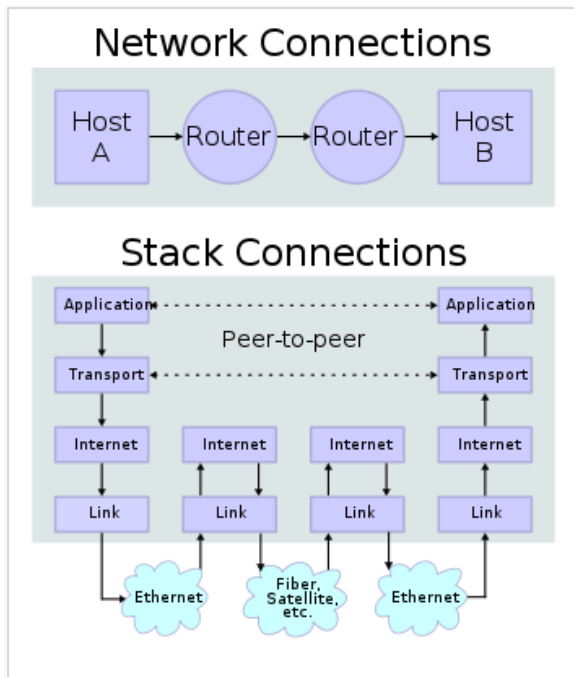 Network Connections
Host
A
Router
Router
Host
B
Stack Connections
Application
Application
Peer-to-peer
Transport
Transport
Internet
Internet
Internet
Internet
Link
Link
Link
Link
Ethernet
Fiber,
Satellite,
etc.
Ethernet